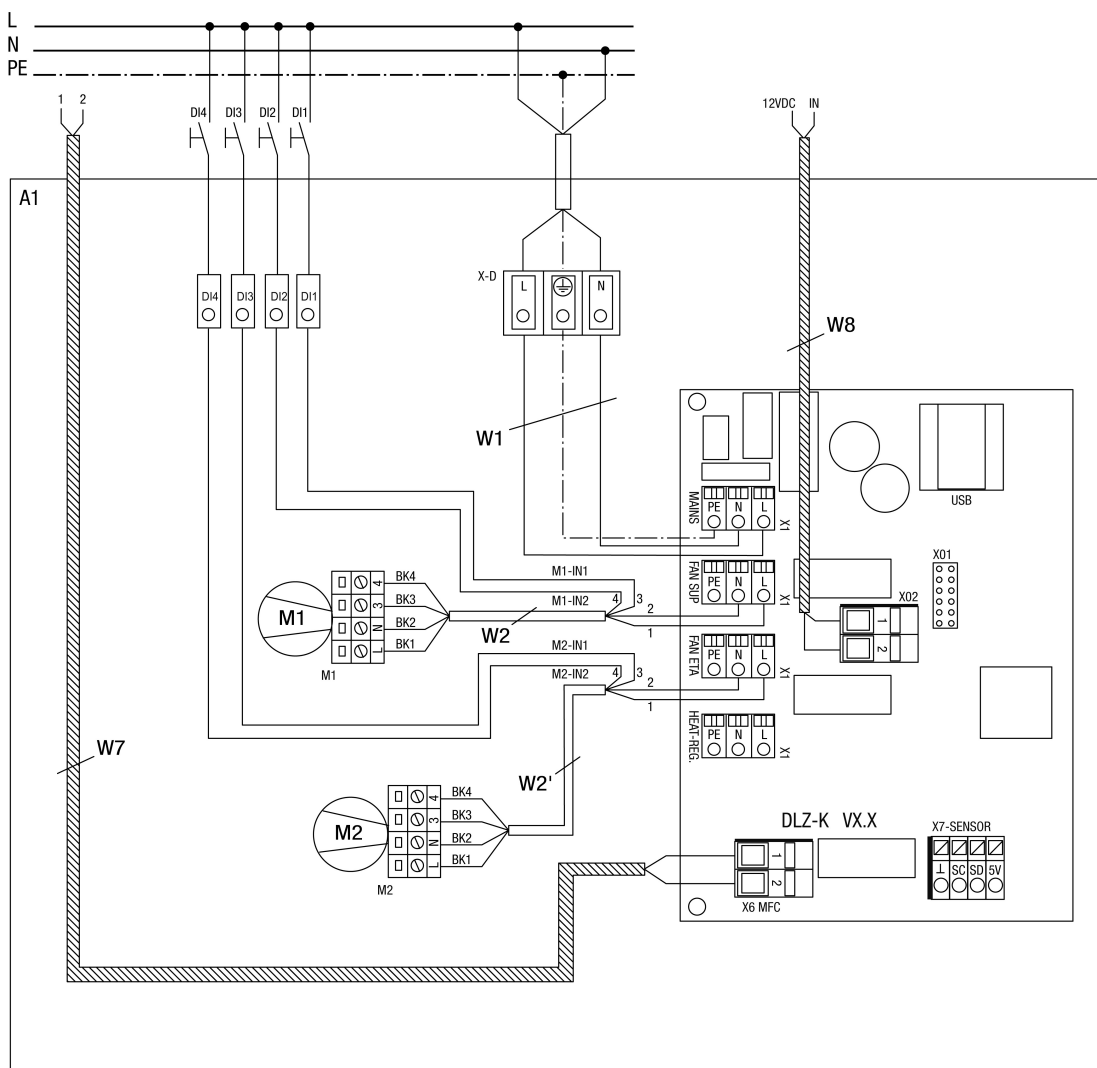 L
N
PE
1 2
DI4 DI3 DI2 DI1
12VDC IN
A1
X-D
L N
DI4 DI3 DI2 DI1
W8
W1
USB
MAINS PE N L X1
X01
FAN SUP PE N L X1
X02
1
2
M1-IN1
M1-IN2
4 3
2
1
BK4
BK3
BK2
BK1
4
3
N
L
M1
M1
W2
M2-IN1
M2-IN2
4 3
2
1
FAN ETA PE N L X1
HEAT-REG. PE N L X1
W7
W2'
BK4
BK3
BK2
BK1
4
3
N
L
M2
M2
DLZ-K VX.X
X7-SENSOR
⊥ SC SD 5V
1
2
X6 MFC